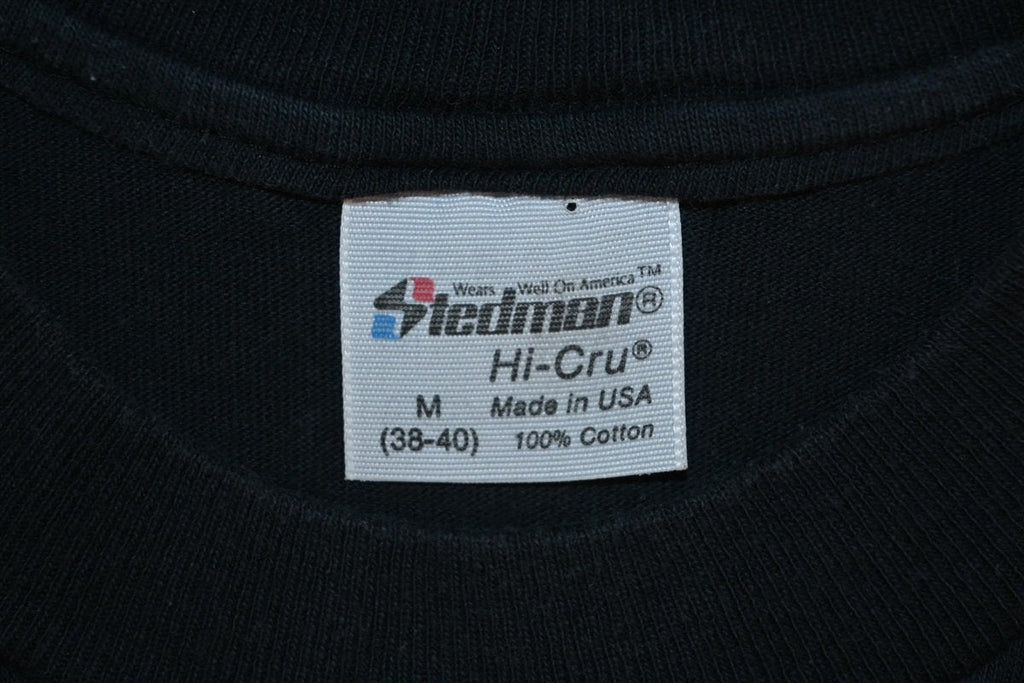 Wears Well On America™
Stedman®
Hi-Cru®
M Made in USA
(38-40) 100% Cotton